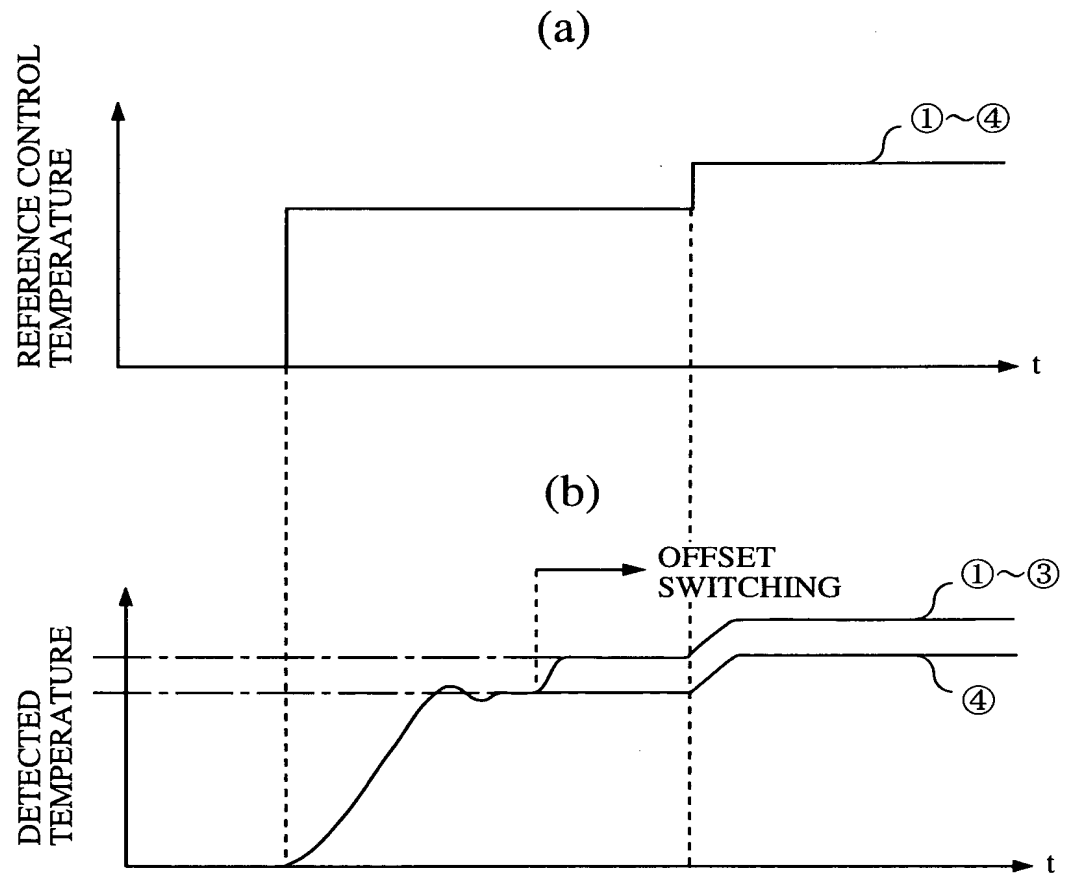 (a)
REFERENCE CONTROL
TEMPERATURE
①~④
t
(b)
OFFSET
SWITCHING
①~③
④
DETECTED
TEMPERATURE
t